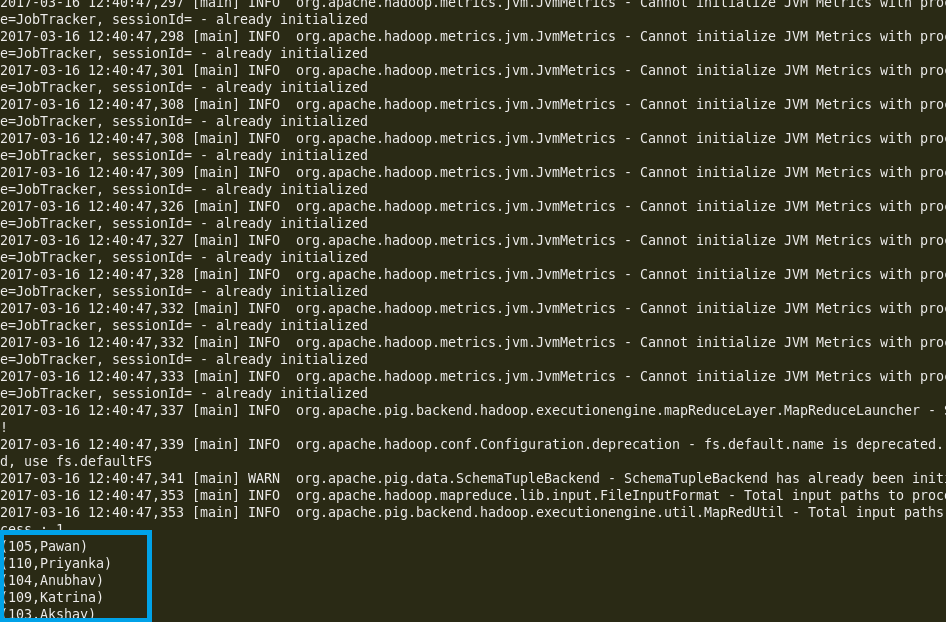 2017-03-16 12:40:47,297 [main] INFO  org.apache.hadoop.metrics.jvm.JvmMetrics - Cannot initialize JVM Metrics with proc
e=JobTracker, sessionId= - already initialized
2017-03-16 12:40:47,298 [main] INFO  org.apache.hadoop.metrics.jvm.JvmMetrics - Cannot initialize JVM Metrics with proc
e=JobTracker, sessionId= - already initialized
2017-03-16 12:40:47,301 [main] INFO  org.apache.hadoop.metrics.jvm.JvmMetrics - Cannot initialize JVM Metrics with proc
e=JobTracker, sessionId= - already initialized
2017-03-16 12:40:47,308 [main] INFO  org.apache.hadoop.metrics.jvm.JvmMetrics - Cannot initialize JVM Metrics with proc
e=JobTracker, sessionId= - already initialized
2017-03-16 12:40:47,308 [main] INFO  org.apache.hadoop.metrics.jvm.JvmMetrics - Cannot initialize JVM Metrics with proc
e=JobTracker, sessionId= - already initialized
2017-03-16 12:40:47,309 [main] INFO  org.apache.hadoop.metrics.jvm.JvmMetrics - Cannot initialize JVM Metrics with proc
e=JobTracker, sessionId= - already initialized
2017-03-16 12:40:47,326 [main] INFO  org.apache.hadoop.metrics.jvm.JvmMetrics - Cannot initialize JVM Metrics with proc
e=JobTracker, sessionId= - already initialized
2017-03-16 12:40:47,327 [main] INFO  org.apache.hadoop.metrics.jvm.JvmMetrics - Cannot initialize JVM Metrics with proc
e=JobTracker, sessionId= - already initialized
2017-03-16 12:40:47,328 [main] INFO  org.apache.hadoop.metrics.jvm.JvmMetrics - Cannot initialize JVM Metrics with proc
e=JobTracker, sessionId= - already initialized
2017-03-16 12:40:47,332 [main] INFO  org.apache.hadoop.metrics.jvm.JvmMetrics - Cannot initialize JVM Metrics with proc
e=JobTracker, sessionId= - already initialized
2017-03-16 12:40:47,332 [main] INFO  org.apache.hadoop.metrics.jvm.JvmMetrics - Cannot initialize JVM Metrics with proc
e=JobTracker, sessionId= - already initialized
2017-03-16 12:40:47,333 [main] INFO  org.apache.hadoop.metrics.jvm.JvmMetrics - Cannot initialize JVM Metrics with proc
e=JobTracker, sessionId= - already initialized
2017-03-16 12:40:47,337 [main] INFO  org.apache.pig.backend.hadoop.executionengine.mapReduceLayer.MapReduceLauncher -
!
2017-03-16 12:40:47,339 [main] INFO  org.apache.hadoop.conf.Configuration.deprecation - fs.default.name is deprecated.
d, use fs.defaultFS
2017-03-16 12:40:47,341 [main] WARN  org.apache.pig.data.SchemaTupleBackend - SchemaTupleBackend has already been initi
2017-03-16 12:40:47,353 [main] INFO  org.apache.hadoop.mapreduce.lib.input.FileInputFormat - Total input paths to proce
2017-03-16 12:40:47,353 [main] INFO  org.apache.pig.backend.hadoop.executionengine.util.MapRedUtil - Total input paths
cess : 1
(105,Pawan)
(110,Priyanka)
(104,Anubhav)
(109,Katrina)
(103,Akshay)